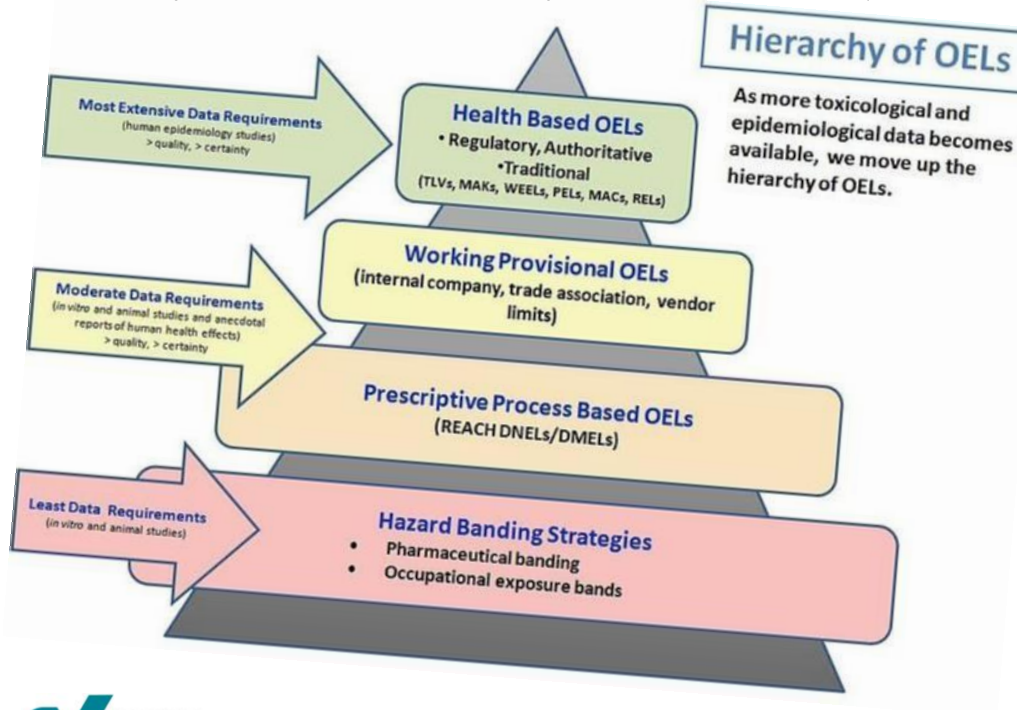 Hierarchy of OELs
As more toxicological and
epidemiological data becomes
available, we move up the
hierarchy of OELs.
Most Extensive Data Requirements
(human epidemiology studies)
> quality, > certainty
Health Based OELs
• Regulatory, Authoritative
•Traditional
(TLVs, MAKs, WEELs, PELs, MACs, RELs)
Working Provisional OELs
(internal company, trade association, vendor
limits)
Moderate Data Requirements
(in vitro and animal studies and anecdotal
reports of human health effects)
> quality, > certainty
Prescriptive Process Based OELs
(REACH DNELs/DMELs)
Least Data Requirements
(in vitro and animal studies)
Hazard Banding Strategies
• Pharmaceutical banding
• Occupational exposure bands